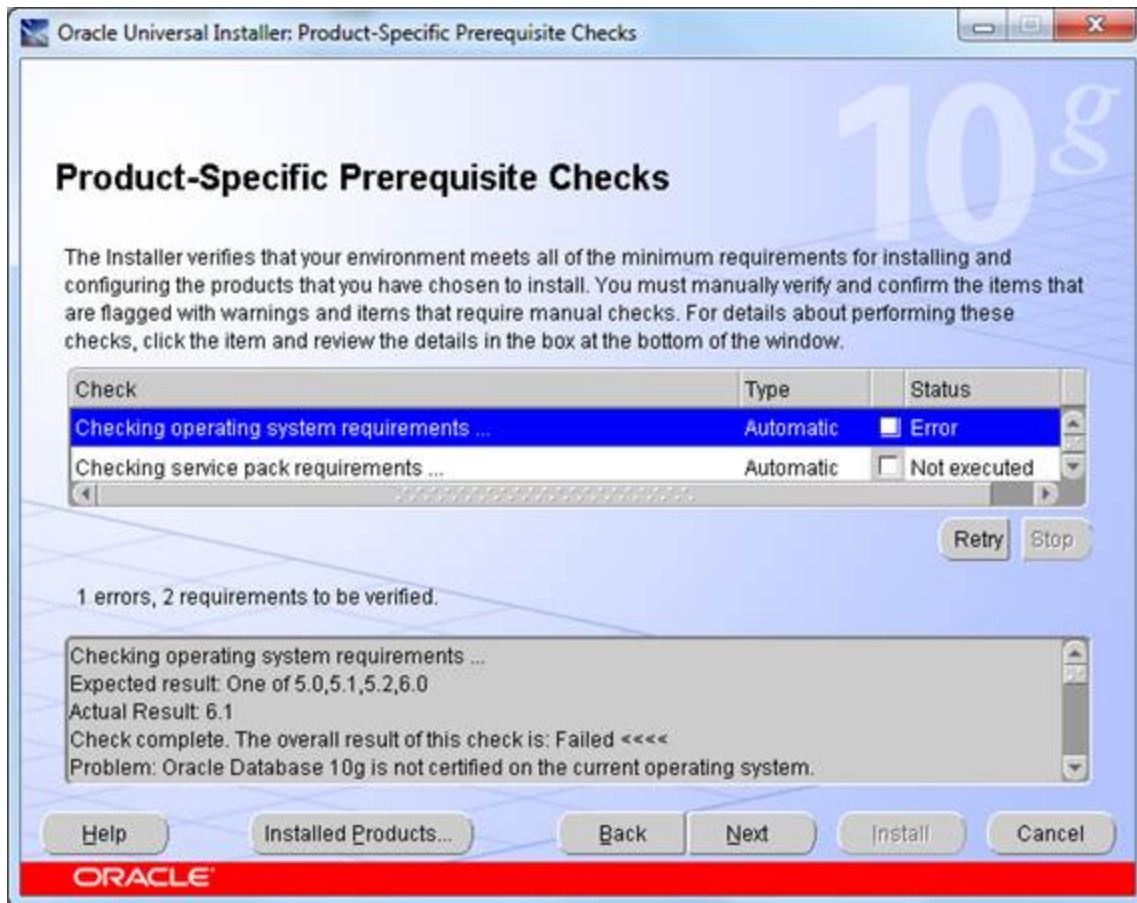 Oracle Universal Installer: Product-Specific Prerequisite Checks
10g
Product-Specific Prerequisite Checks
The Installer verifies that your environment meets all of the minimum requirements for installing and
configuring the products that you have chosen to install. You must manually verify and confirm the items that
are flagged with warnings and items that require manual checks. For details about performing these
checks, click the item and review the details in the box at the bottom of the window.
Check Type Status
Checking operating system requirements ... Automatic Error
Checking service pack requirements ... Automatic Not executed
Retry Stop
1 errors, 2 requirements to be verified.
Checking operating system requirements ...
Expected result: One of 5.0,5.1,5.2,6.0
Actual Result: 6.1
Check complete. The overall result of this check is: Failed <<<<
Problem: Oracle Database 10g is not certified on the current operating system.
Help Installed Products... Back Next Install Cancel
ORACLE